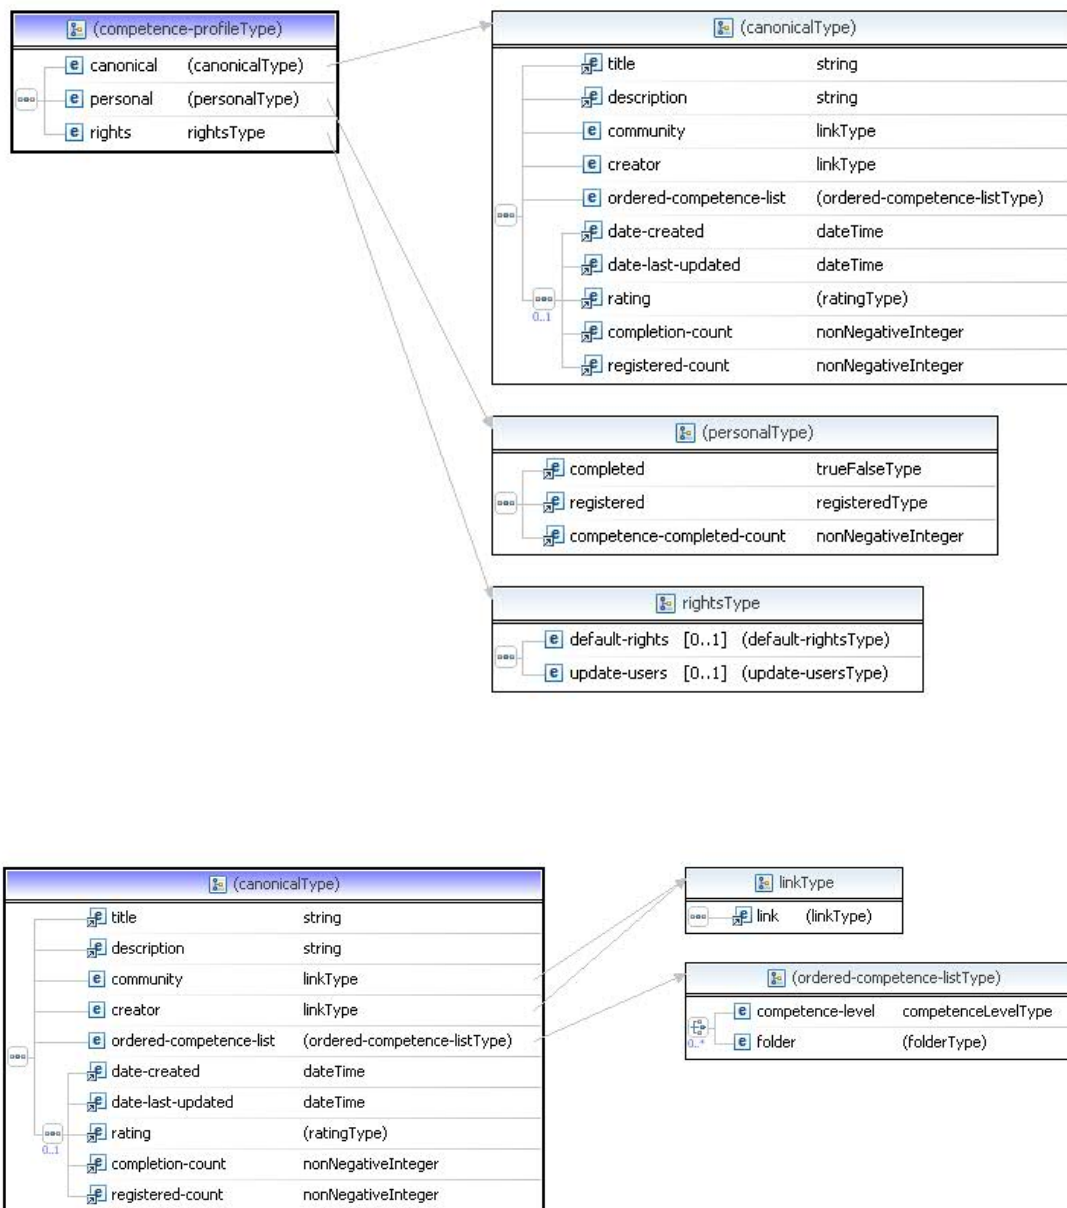 (competence-profileType)
e canonical (canonicalType)
e personal (personalType)
e rights rightsType
(canonicalType)
e title string
e description string
e community linkType
e creator linkType
e ordered-competence-list (ordered-competence-listType)
e date-created dateTime
e date-last-updated dateTime
e rating (ratingType)
0..1
e completion-count nonNegativeInteger
e registered-count nonNegativeInteger
(personalType)
e completed trueFalseType
e registered registeredType
e competence-completed-count nonNegativeInteger
rightsType
e default-rights [0..1] (default-rightsType)
e update-users [0..1] (update-usersType)
(canonicalType)
e title string
e description string
e community linkType
e creator linkType
e ordered-competence-list (ordered-competence-listType)
e date-created dateTime
e date-last-updated dateTime
e rating (ratingType)
0..1
e completion-count nonNegativeInteger
e registered-count nonNegativeInteger
linkType
e link (linkType)
(ordered-competence-listType)
e competence-level competenceLevelType
0..*
e folder (folderType)